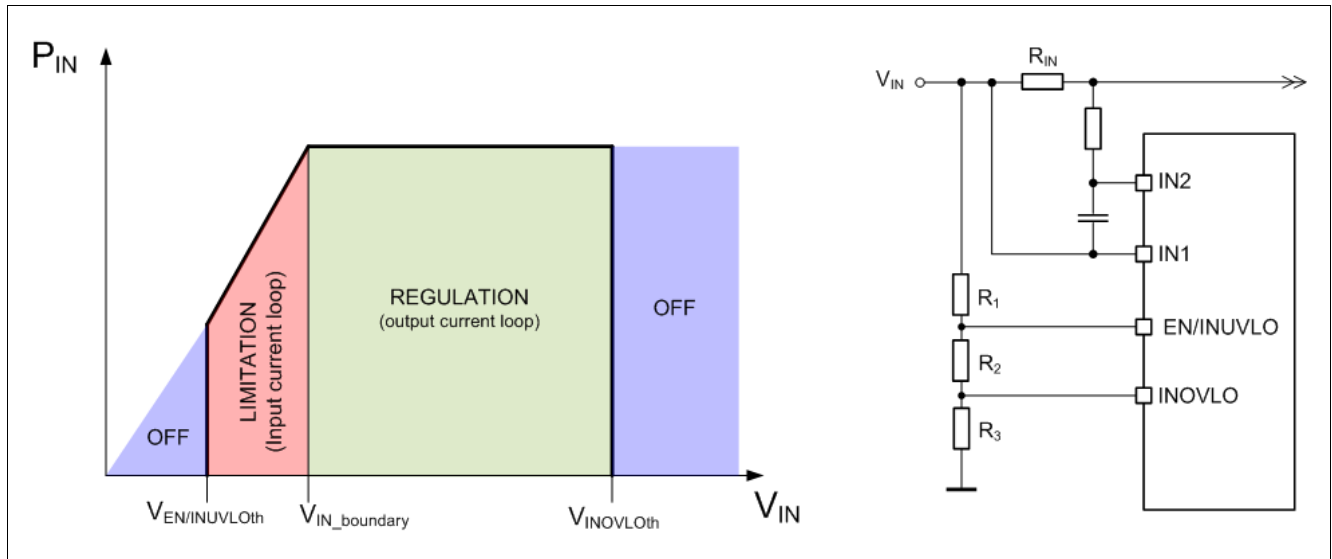 P_IN
OFF
LIMITATION
(Input current loop)
REGULATION
(output current loop)
OFF
V_EN/INUVLOth
V_IN_boundary
V_INOVLOth
V_IN
V_IN
R_IN
IN2
IN1
R_1
EN/INUVLO
R_2
INOVLO
R_3